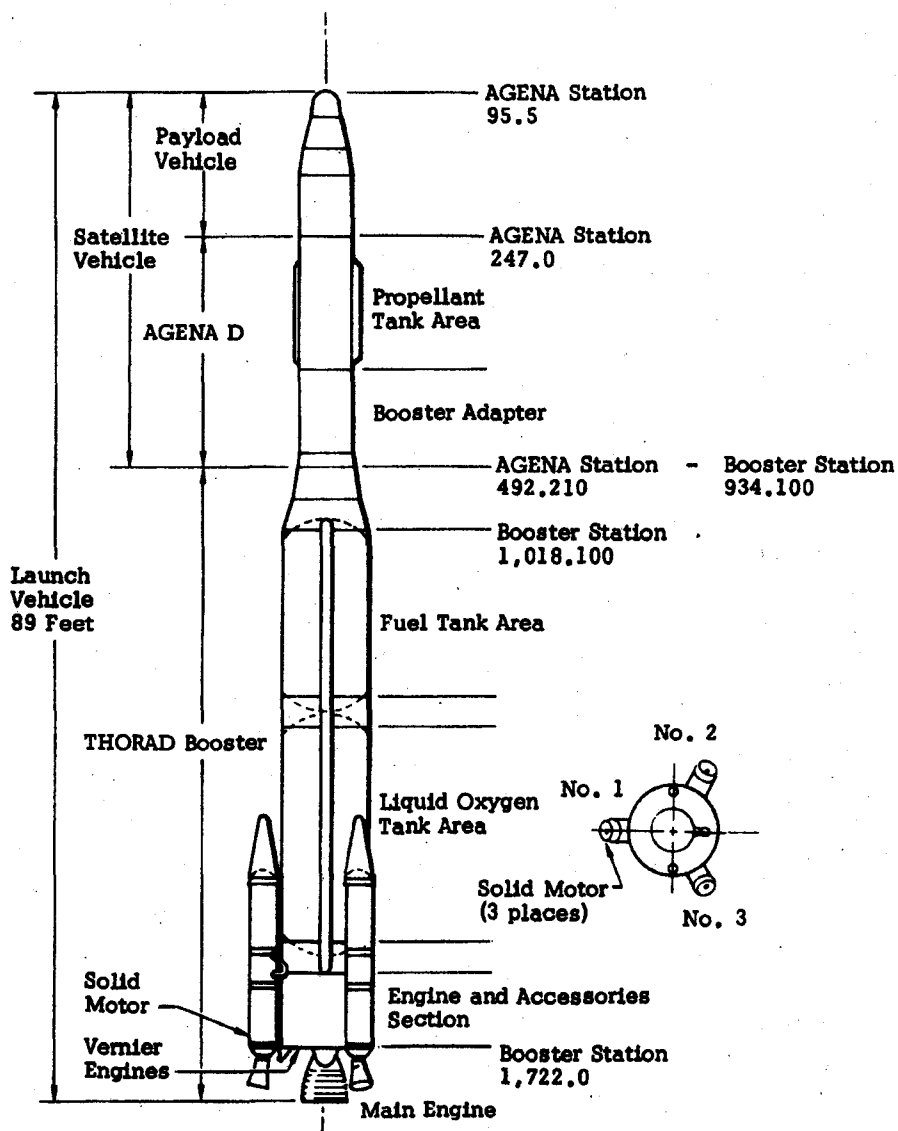 AGENA Station
95.5
Payload
Vehicle
Satellite
Vehicle
AGENA Station
247.0
Propellant
Tank Area
AGENA D
Booster Adapter
AGENA Station - Booster Station
492.210 934.100
Booster Station
1,018.100
Launch
Vehicle
89 Feet
Fuel Tank Area
THORAD Booster
No. 2
No. 1
Liquid Oxygen
Tank Area
Solid Motor
(3 places)
No. 3
Solid
Motor
Engine and Accessories
Section
Vernier
Engines
Booster Station
1,722.0
Main Engine